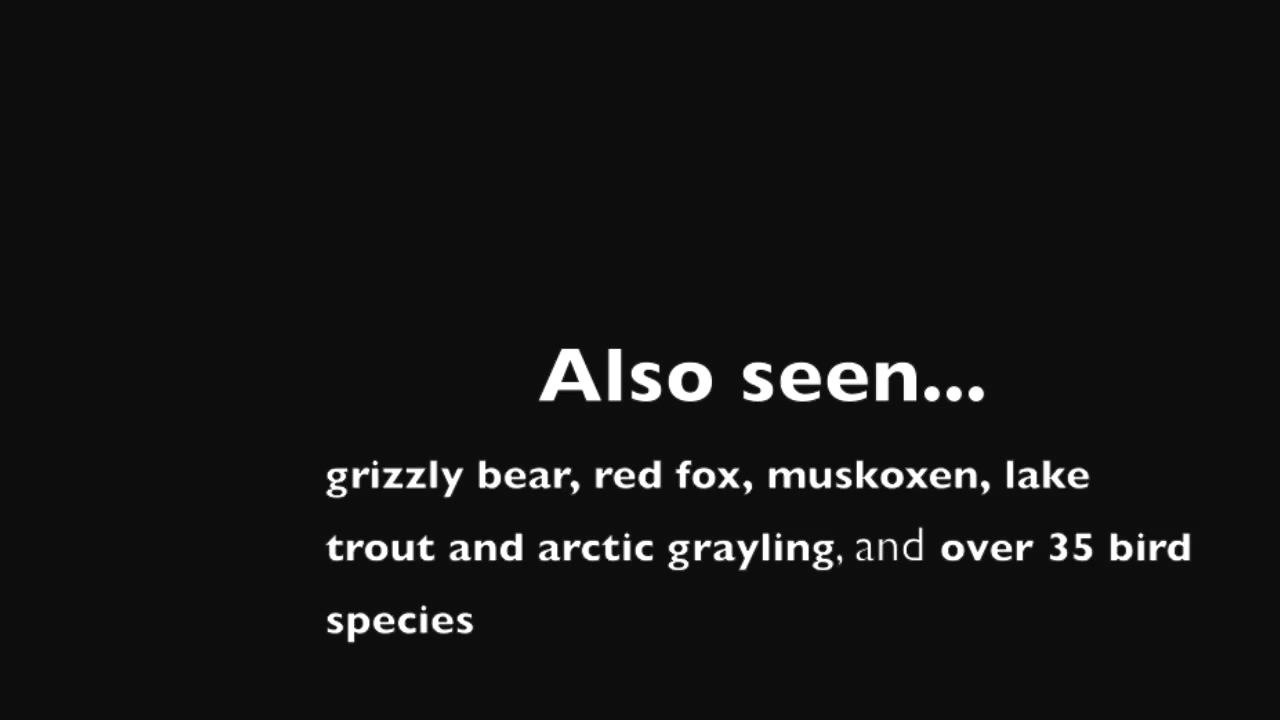 Also seen...
grizzly bear, red fox, muskoxen, lake
trout and arctic grayling, and over 35 bird
species